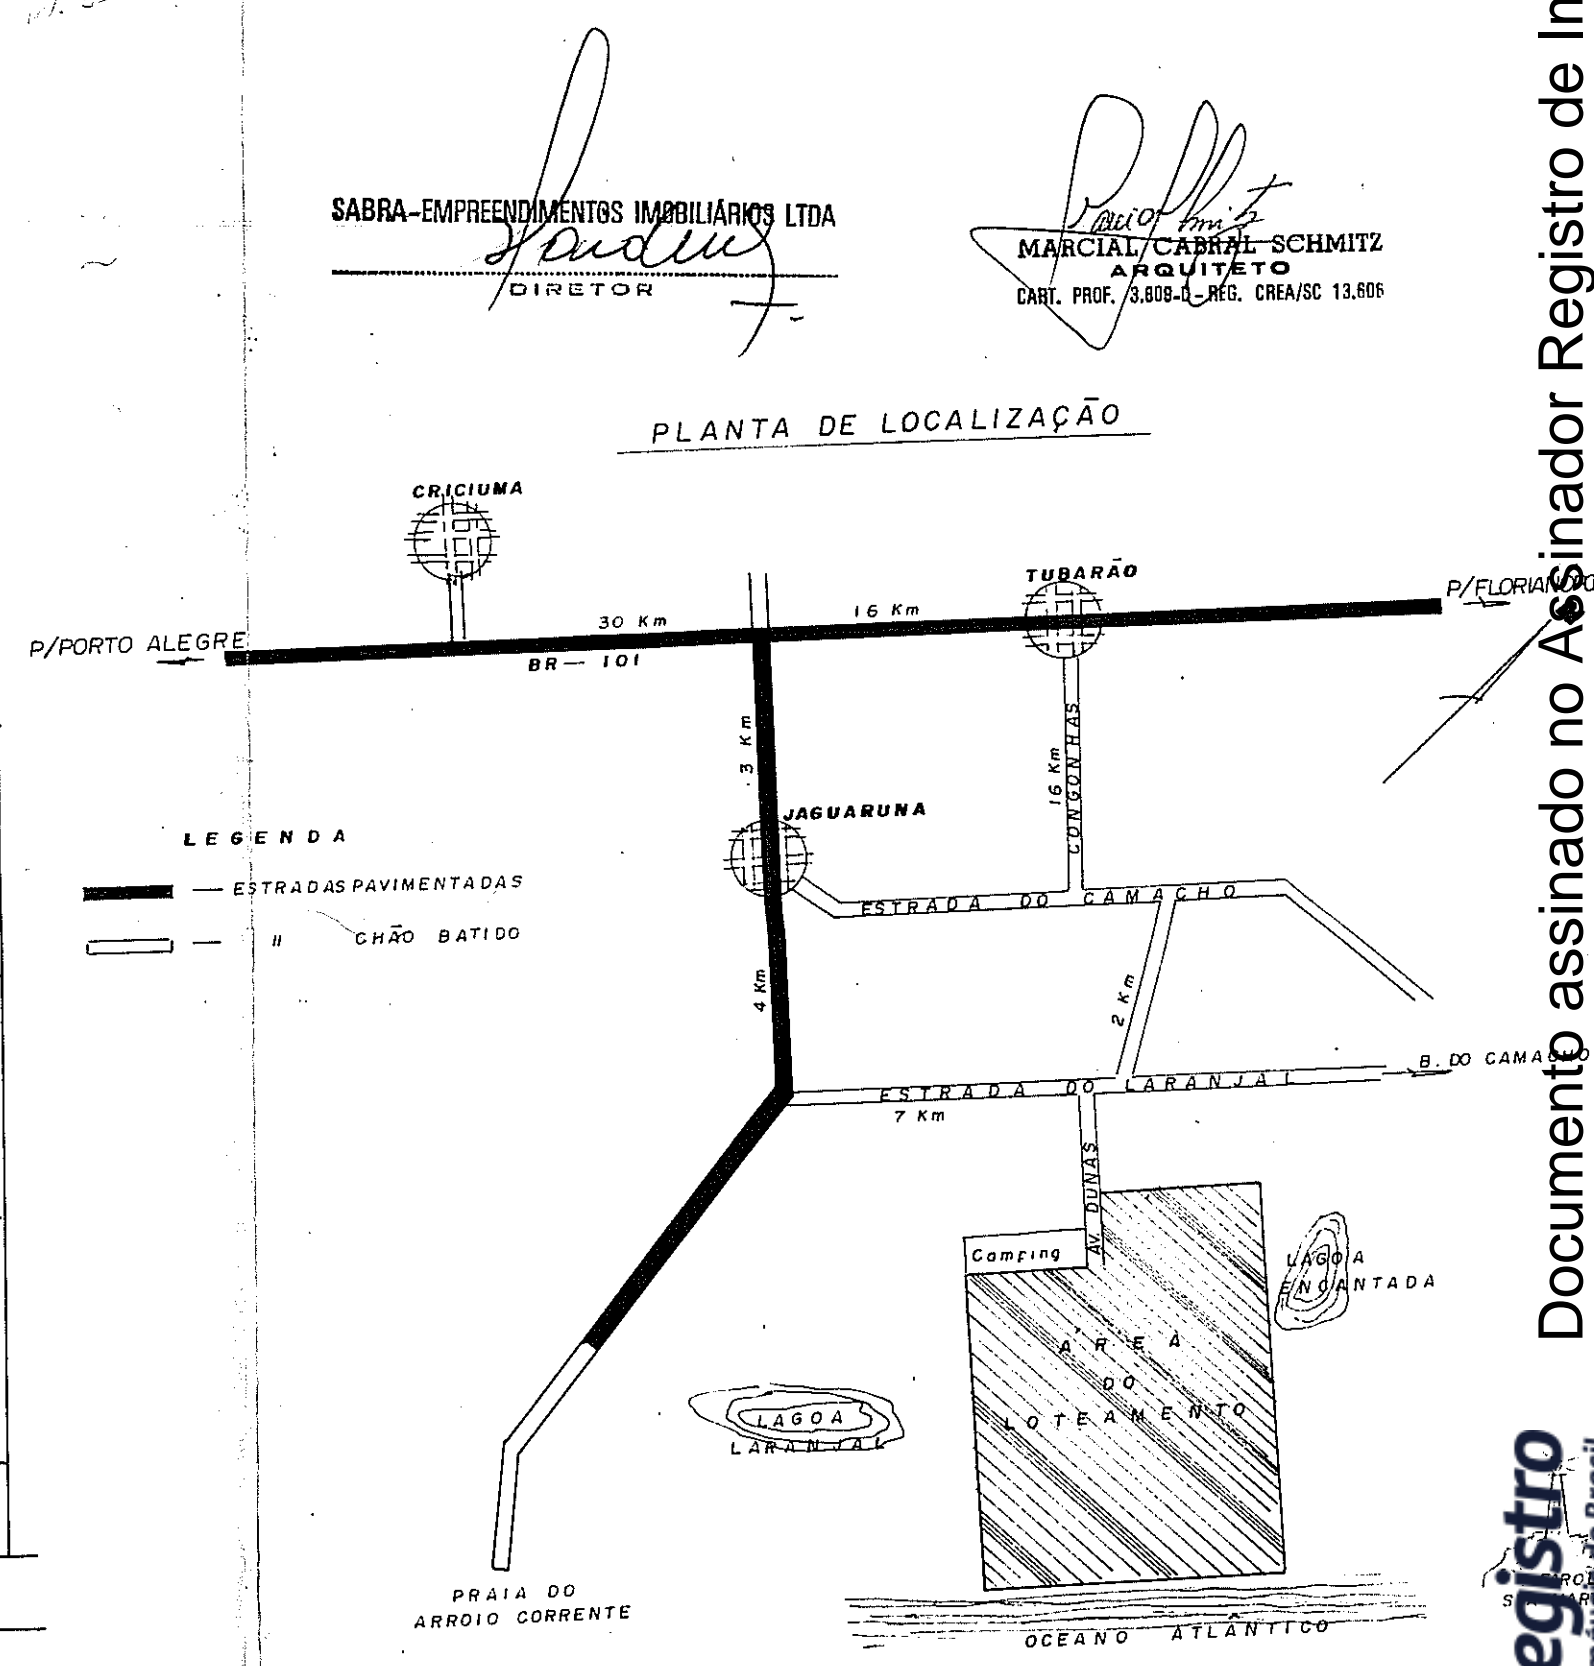 SABRA-EMPREENDIMENTOS IMOBILIÁRIOS LTDA
DIRETOR
MARCIAL CABRAL SCHMITZ
ARQUITETO
CART. PROF. 3.809-D-REG. CREA/SC 13.606
PLANTA DE LOCALIZAÇÃO
CRICIUMA
TUBARÃO
P/FLORIANO
P/PORTO ALEGRE
30 Km
16 Km
BR — 101
3 Km
16 Km
CONGONHAS
JAGUARUNA
LEGENDA
— ESTRADAS PAVIMENTADAS
— " CHÃO BATIDO
ESTRADA DO CAMACHO
4 Km
2 Km
B. DO CAMACHO
ESTRADA DO LARANJAL
7 Km
AV. DUNAS
Camping
LAGOA
ENCANTADA
ÁREA
DO
LOTEAMENTO
LAGOA
LARANJAL
PRAIA DO
ARROIO CORRENTE
OCEANO ATLÂNTICO
Documento assinado no Assinador Registro de In
egistro